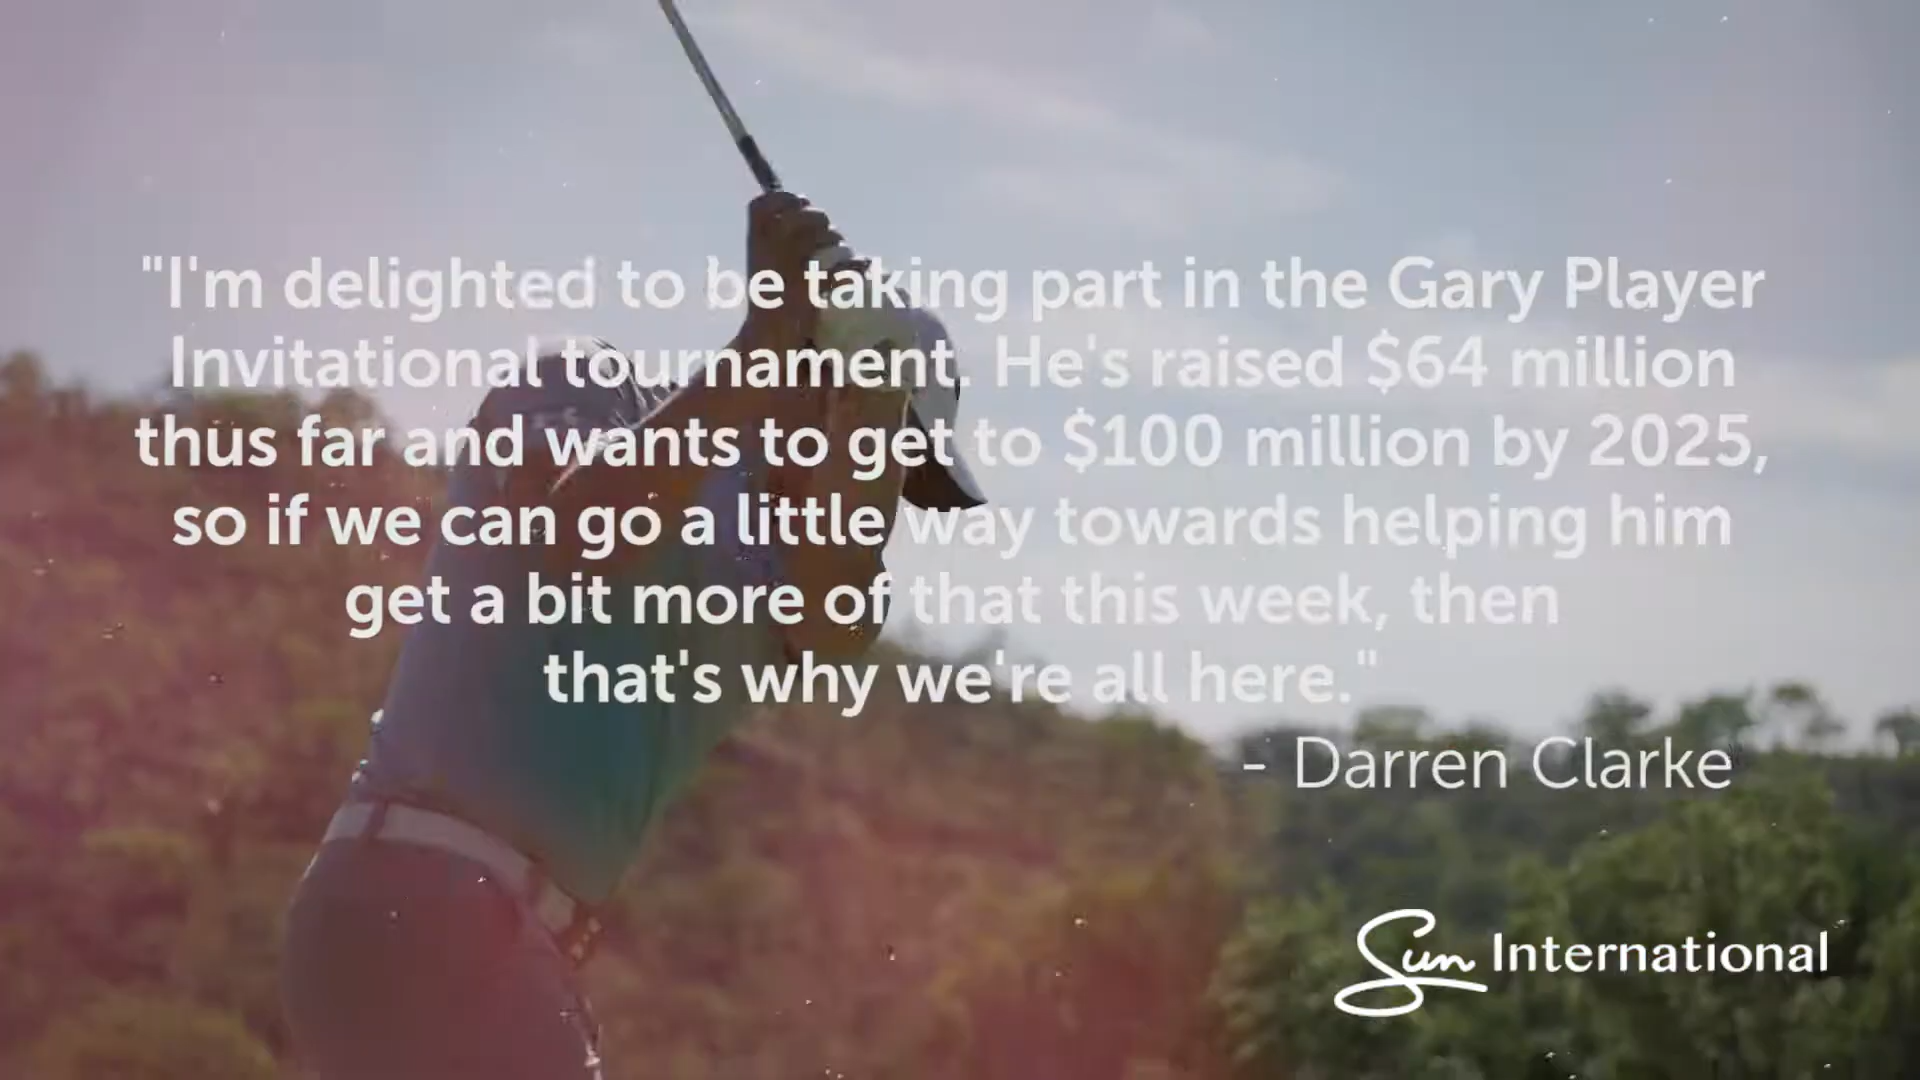 "I'm delighted to be taking part in the Gary Player
Invitational tournament. He's raised $64 million
thus far and wants to get to $100 million by 2025,
so if we can go a little way towards helping him
get a bit more of that this week, then
that's why we're all here."
- Darren Clarke
Sun International